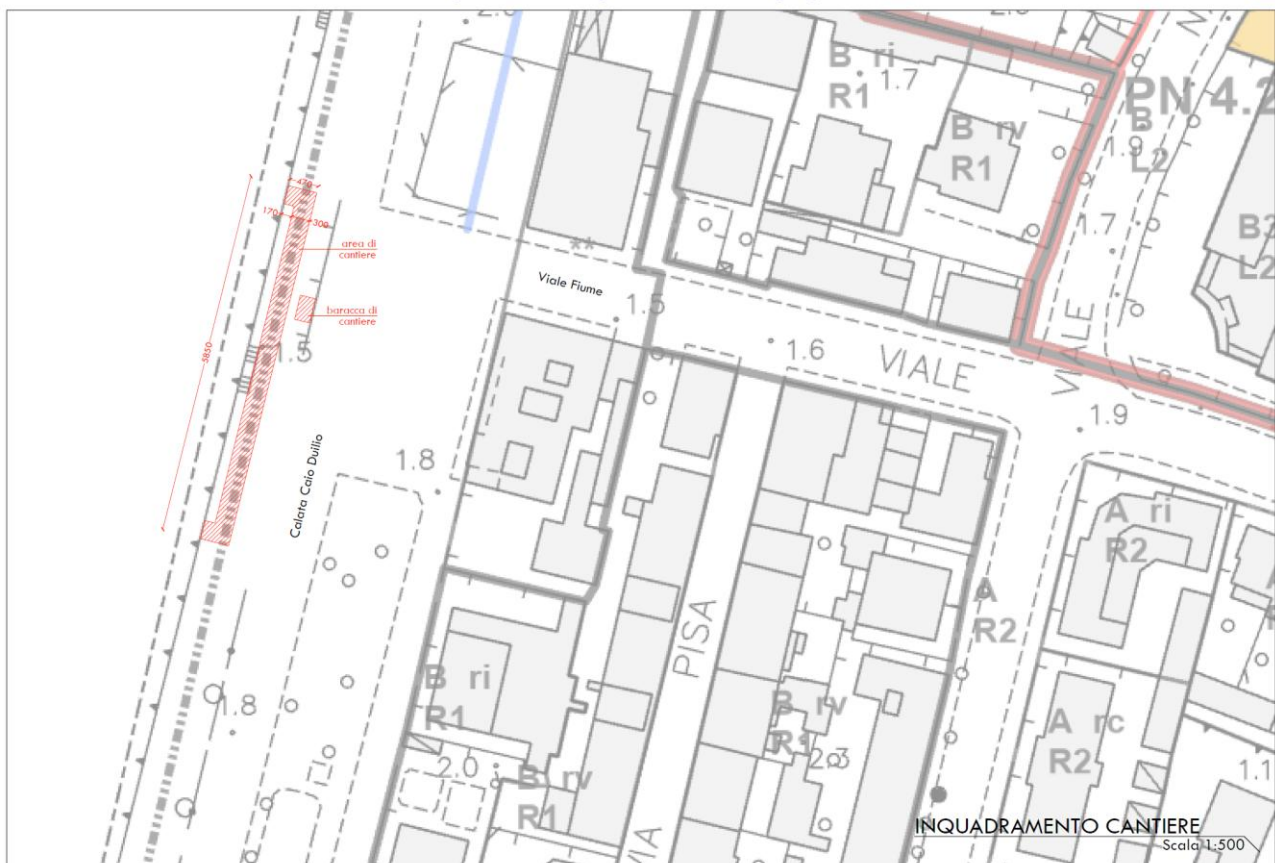 B ri
R1
1.7
PN 4.2
B
L2
1.9
B rv
R1
1.7
470
170
300
area di
cantiere
**
B3
L2
Viale Fiume
baracca di
cantiere
1.5
1.5
1.6
VIALE
VIALE
5850
1.9
Calata Caio Duilio
1.8
A ri
R2
A
R2
PISA
B ri
R1
1.8
B rv
R1
A rc
R2
2.0
2.3
B rv
R1
1.1
VIA
INQUADRAMENTO CANTIERE
Scala 1:500